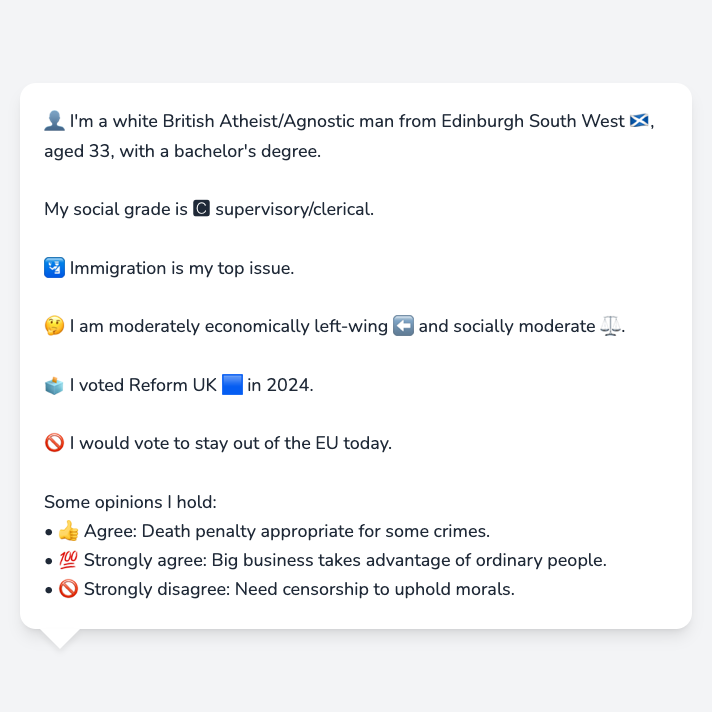 👤 I'm a white British Atheist/Agnostic man from Edinburgh South West 🏴󠁧󠁢󠁳󠁣󠁴󠁿,
aged 33, with a bachelor's degree.
My social grade is 🅲 supervisory/clerical.
🛂 Immigration is my top issue.
🤔 I am moderately economically left-wing ⬅️ and socially moderate ⚖️.
🗳️ I voted Reform UK 🟦 in 2024.
🚫 I would vote to stay out of the EU today.
Some opinions I hold:
• 👍 Agree: Death penalty appropriate for some crimes.
• 💯 Strongly agree: Big business takes advantage of ordinary people.
• 🚫 Strongly disagree: Need censorship to uphold morals.